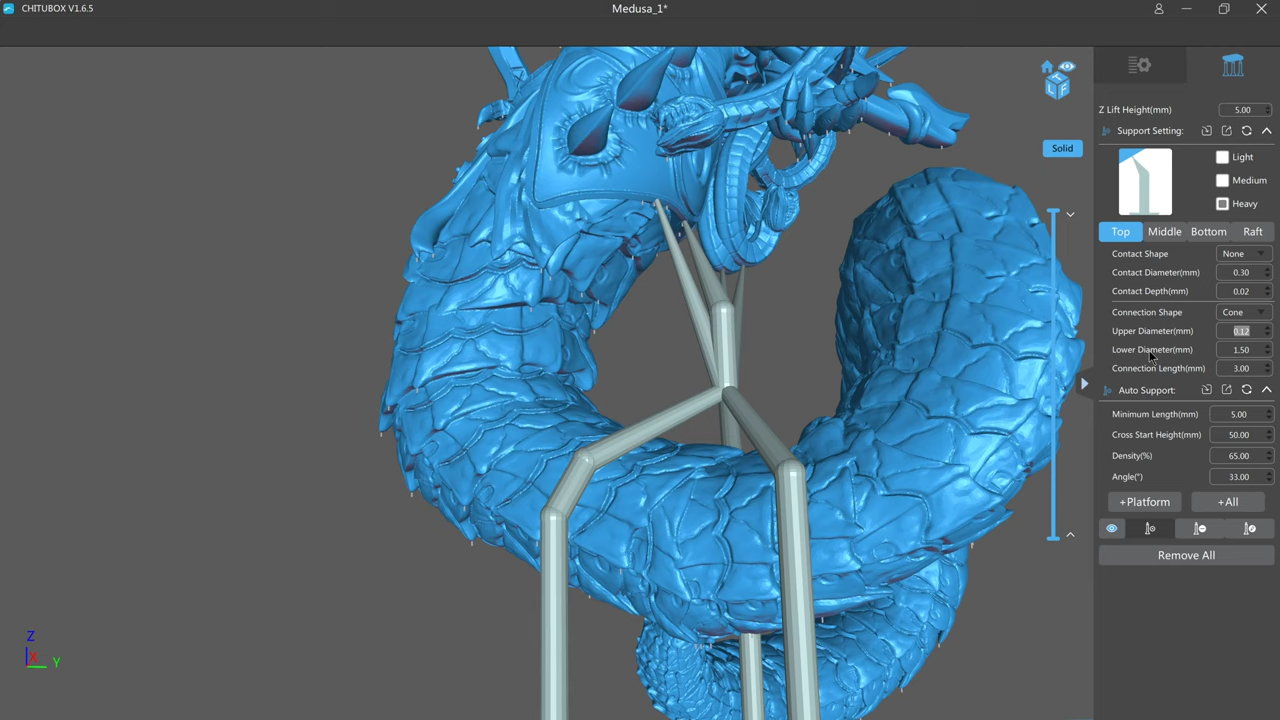 CHITUBOX V1.6.5
Medusa_1*
Z Lift Height(mm) 5.00
Support Setting:
Light
Medium
Heavy
Solid
Top Middle Bottom Raft
Contact Shape None
Contact Diameter(mm) 0.30
Contact Depth(mm) 0.02
Connection Shape Cone
Upper Diameter(mm) 0.12
Lower Diameter(mm) 1.50
Connection Length(mm) 3.00
Auto Support:
Minimum Length(mm) 5.00
Cross Start Height(mm) 50.00
Density(%) 65.00
Angle(°) 33.00
+Platform +All
Remove All
L F
Z
X Y